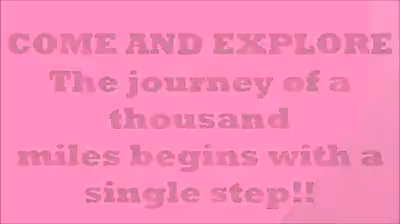 COME AND EXPLORE
The journey of a
thousand
miles begins with a
single step!!